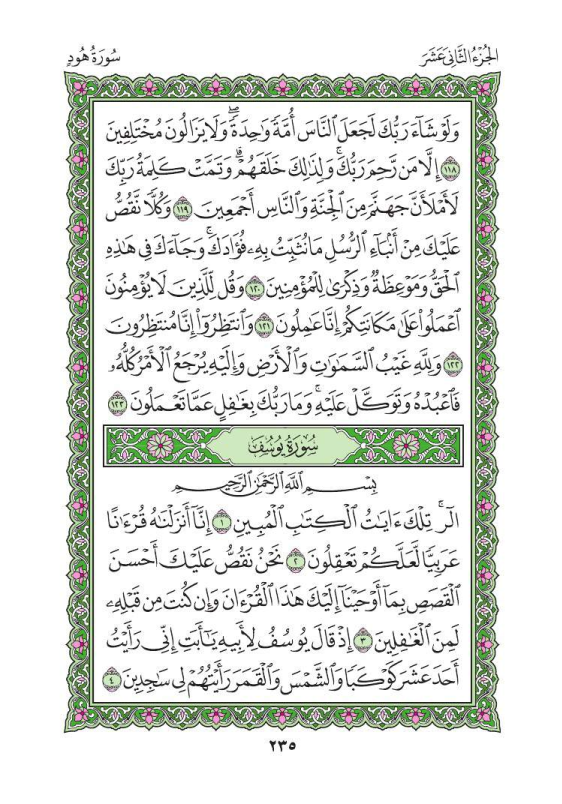 الجُزْءُ الثَّانِى عَشَرَ
سُورَةُ هُودٍ
وَلَوْ شَآءَ رَبُّكَ لَجَعَلَ ٱلنَّاسَ أُمَّةً وَٰحِدَةًۖ وَلَا يَزَالُونَ مُخْتَلِفِينَ
١١٨ إِلَّا مَن رَّحِمَ رَبُّكَۚ وَلِذَٰلِكَ خَلَقَهُمْۗ وَتَمَّتْ كَلِمَةُ رَبِّكَ
لَأَمْلَأَنَّ جَهَنَّمَ مِنَ ٱلْجِنَّةِ وَٱلنَّاسِ أَجْمَعِينَ ١١٩ وَكُلًّا نَّقُصُّ
عَلَيْكَ مِنْ أَنۢبَآءِ ٱلرُّسُلِ مَا نُثَبِّتُ بِهِۦ فُؤَادَكَۚ وَجَآءَكَ فِى هَٰذِهِ
ٱلْحَقُّ وَمَوْعِظَةٌ وَذِكْرَىٰ لِلْمُؤْمِنِينَ ١٢٠ وَقُل لِّلَّذِينَ لَا يُؤْمِنُونَ
ٱعْمَلُوا۟ عَلَىٰ مَكَانَتِكُمْ إِنَّا عَٰمِلُونَ ١٢١ وَٱنتَظِرُوٓا۟ إِنَّا مُنتَظِرُونَ
١٢٢ وَلِلَّهِ غَيْبُ ٱلسَّمَٰوَٰتِ وَٱلْأَرْضِ وَإِلَيْهِ يُرْجَعُ ٱلْأَمْرُ كُلُّهُۥ
فَٱعْبُدْهُ وَتَوَكَّلْ عَلَيْهِۚ وَمَا رَبُّكَ بِغَٰفِلٍ عَمَّا تَعْمَلُونَ ١٢٣
سُورَةُ يُوسُفَ
بِسْمِ ٱللَّهِ ٱلرَّحْمَٰنِ ٱلرَّحِيمِ
الٓرۚ تِلْكَ ءَايَٰتُ ٱلْكِتَٰبِ ٱلْمُبِينِ ١ إِنَّآ أَنزَلْنَٰهُ قُرْءَٰنًا
عَرَبِيًّا لَّعَلَّكُمْ تَعْقِلُونَ ٢ نَحْنُ نَقُصُّ عَلَيْكَ أَحْسَنَ
ٱلْقَصَصِ بِمَآ أَوْحَيْنَآ إِلَيْكَ هَٰذَا ٱلْقُرْءَانَ وَإِن كُنتَ مِن قَبْلِهِۦ
لَمِنَ ٱلْغَٰفِلِينَ ٣ إِذْ قَالَ يُوسُفُ لِأَبِيهِ يَٰٓأَبَتِ إِنِّى رَأَيْتُ
أَحَدَ عَشَرَ كَوْكَبًا وَٱلشَّمْسَ وَٱلْقَمَرَ رَأَيْتُهُمْ لِى سَٰجِدِينَ ٤
٢٣٥